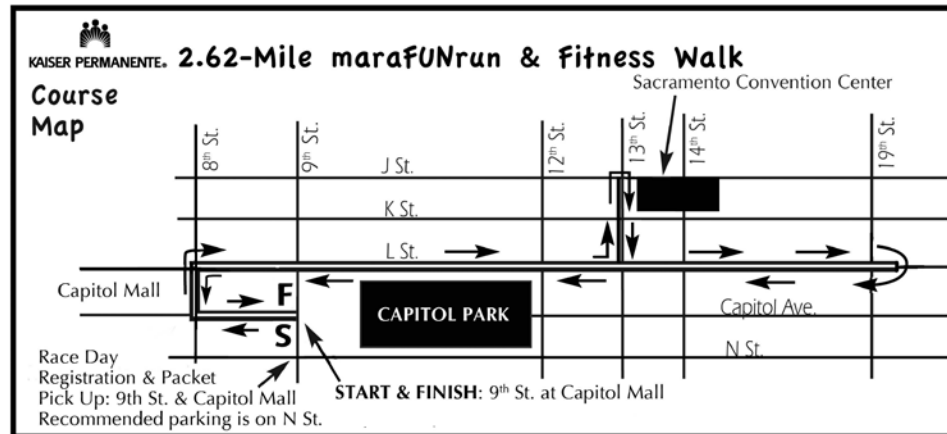 KAISER PERMANENTE®
2.62-Mile maraFUNrun & Fitness Walk
Course
Map
Sacramento Convention Center
8th St.
9th St.
12th St.
13th St.
14th St.
19th St.
J St.
K St.
L St.
Capitol Mall
F
S
CAPITOL PARK
Capitol Ave.
N St.
Race Day
Registration & Packet
Pick Up: 9th St. & Capitol Mall
Recommended parking is on N St.
START & FINISH: 9th St. at Capitol Mall